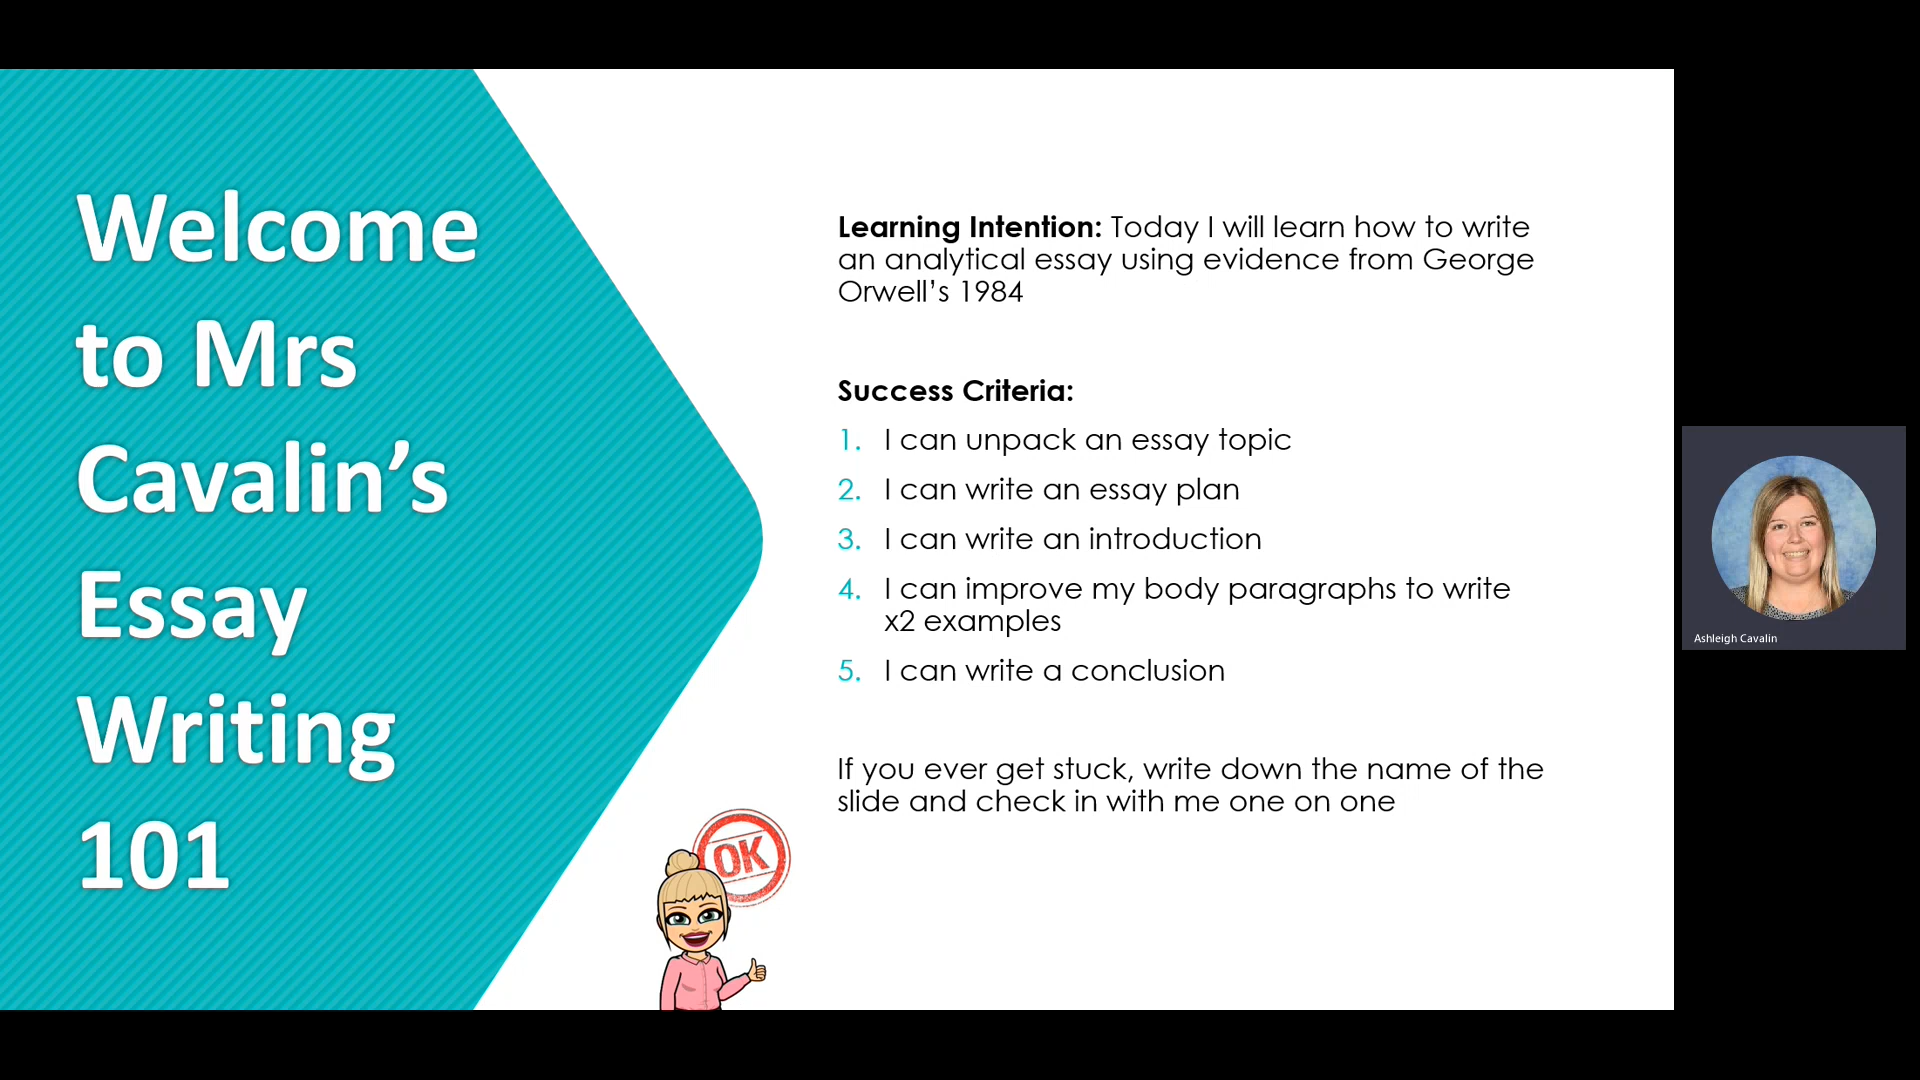 Welcome
to Mrs
Cavalin’s
Essay
Writing
101
Learning Intention: Today I will learn how to write
an analytical essay using evidence from George
Orwell’s 1984
Success Criteria:
1. I can unpack an essay topic
2. I can write an essay plan
3. I can write an introduction
4. I can improve my body paragraphs to write
x2 examples
5. I can write a conclusion
If you ever get stuck, write down the name of the
slide and check in with me one on one
OK
Ashleigh Cavalin